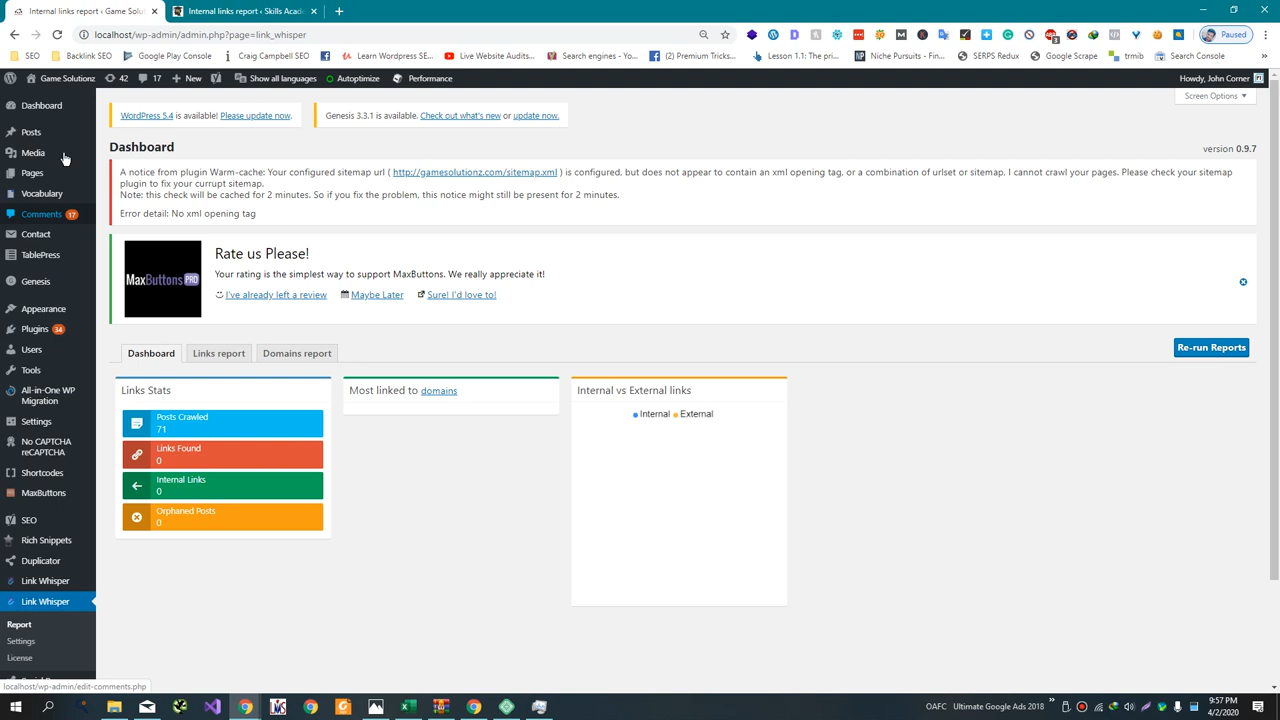 Internal links report - Game Solu
Internal links report ‹ Skills Acade
localhost/wp-admin/admin.php?page=link_whisper
Paused
SEO
Backlink SEO
Google Play Console
Craig Campbell SEO
Learn Wordpress SE...
Live Website Audits...
Search engines -...
(2) Premium Tricks...
Lesson 1.1: The pri...
Niche Pursuits - Fin...
SERPS Redux
Google Scrape
trmib
Search Console
Game Solutionz
42
17
New
Show all languages
Autoptimize
Performance
Howdy, John Corner
Screen Options
Dashboard
Posts
Media
Pages
Vocabulary
Comments 17
Contact
TablePress
Genesis
Appearance
Plugins 34
Users
Tools
All-in-One WP
Migration
Settings
No CAPTCHA
reCAPTCHA
Shortcodes
MaxButtons
SEO
Rich Snippets
Duplicator
Link Whisper
Link Whisper
Report
Settings
License
localhost/wp-admin/edit-comments.php
WordPress 5.4 is available! Please update now.
Genesis 3.3.1 is available. Check out what's new or update now.
Dashboard
version 0.9.7
A notice from plugin Warm-cache: Your configured sitemap url ( http://gamesolutionz.com/sitemap.xml ) is configured, but does not appear to contain an xml opening tag, or a combination of urlset or sitemap, I cannot crawl your pages. Please check your sitemap
plugin to fix your currupt sitemap.
Note: this check will be cached for 2 minutes. So if you fix the problem, this notice might still be present for 2 minutes.
Error detail: No xml opening tag
MaxButtons PRO
Rate us Please!
Your rating is the simplest way to support MaxButtons. We really appreciate it!
I've already left a review
Maybe Later
Sure! I'd love to!
Dashboard
Links report
Domains report
Re-run Reports
Links Stats
Posts Crawled
71
Links Found
0
Internal Links
0
Orphaned Posts
0
Most linked to domains
Internal vs External links
Internal
External
OAFC
Ultimate Google Ads 2018
9:57 PM
4/2/2020